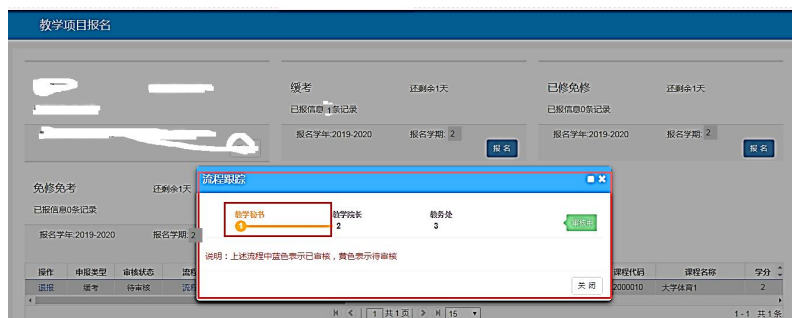 教学项目报名
缓考
还剩余1天
已报信息1条记录
报名学年:2019-2020
报名学期: 2
报名
已修免修
还剩余1天
已报信息0条记录
报名学年:2019-2020
报名学期: 2
报名
免修免考
还剩余1天
已报信息0条记录
报名学年:2019-2020
报名学期: 2
流程跟踪
教学秘书
1
教学院长
2
教务处
3
审核中
说明：上述流程中蓝色表示已审核，黄色表示待审核
关闭
操作 申报类型 审核状态 流程 课程代码 课程名称 学分
退报 缓考 待审核 流程 2000010 大学体育1 2
1 共1页 15
1-1 共1条